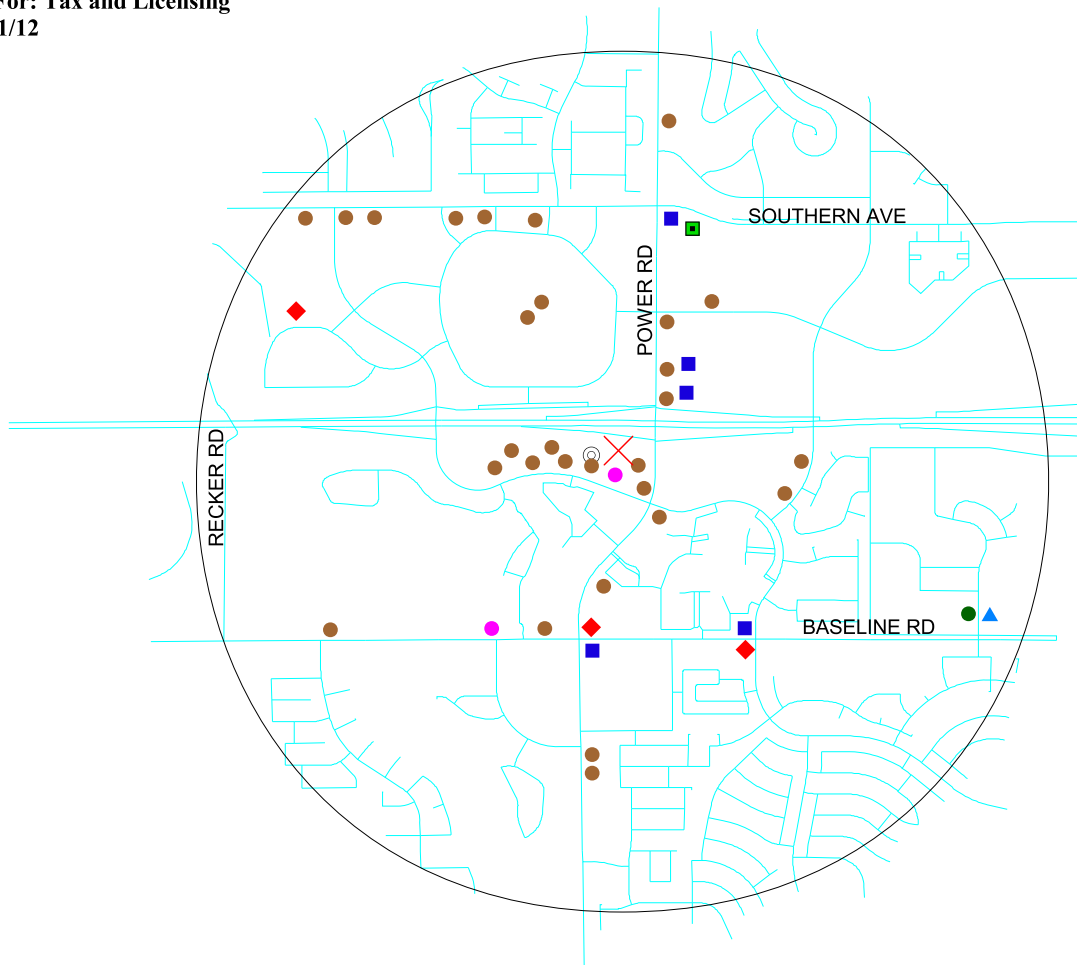 For: Tax and Licensing
1/12
SOUTHERN AVE
POWER RD
RECKER RD
BASELINE RD